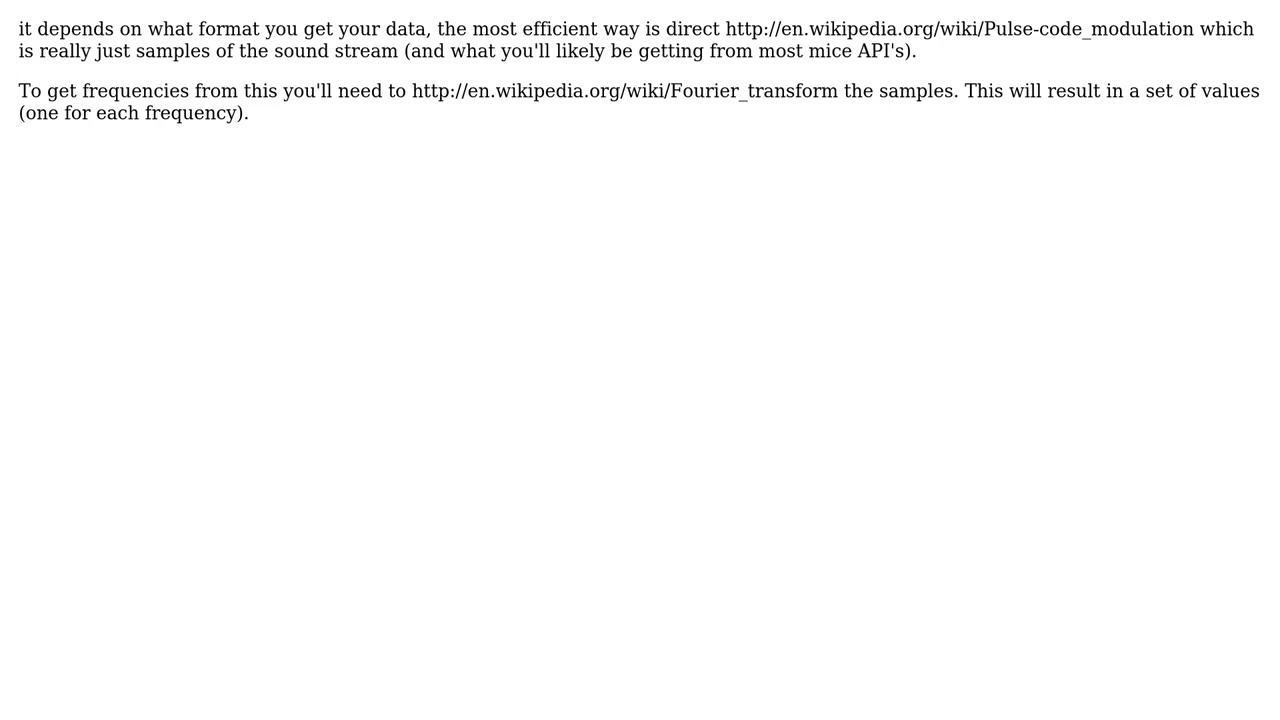 it depends on what format you get your data, the most efficient way is direct http://en.wikipedia.org/wiki/Pulse-code_modulation which
is really just samples of the sound stream (and what you'll likely be getting from most mice API's).
To get frequencies from this you'll need to http://en.wikipedia.org/wiki/Fourier_transform the samples. This will result in a set of values
(one for each frequency).